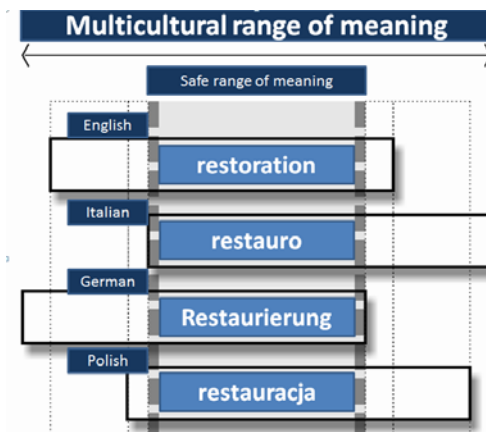 Multicultural range of meaning
Safe range of meaning
English
restoration
Italian
restauro
German
Restaurierung
Polish
restauracja